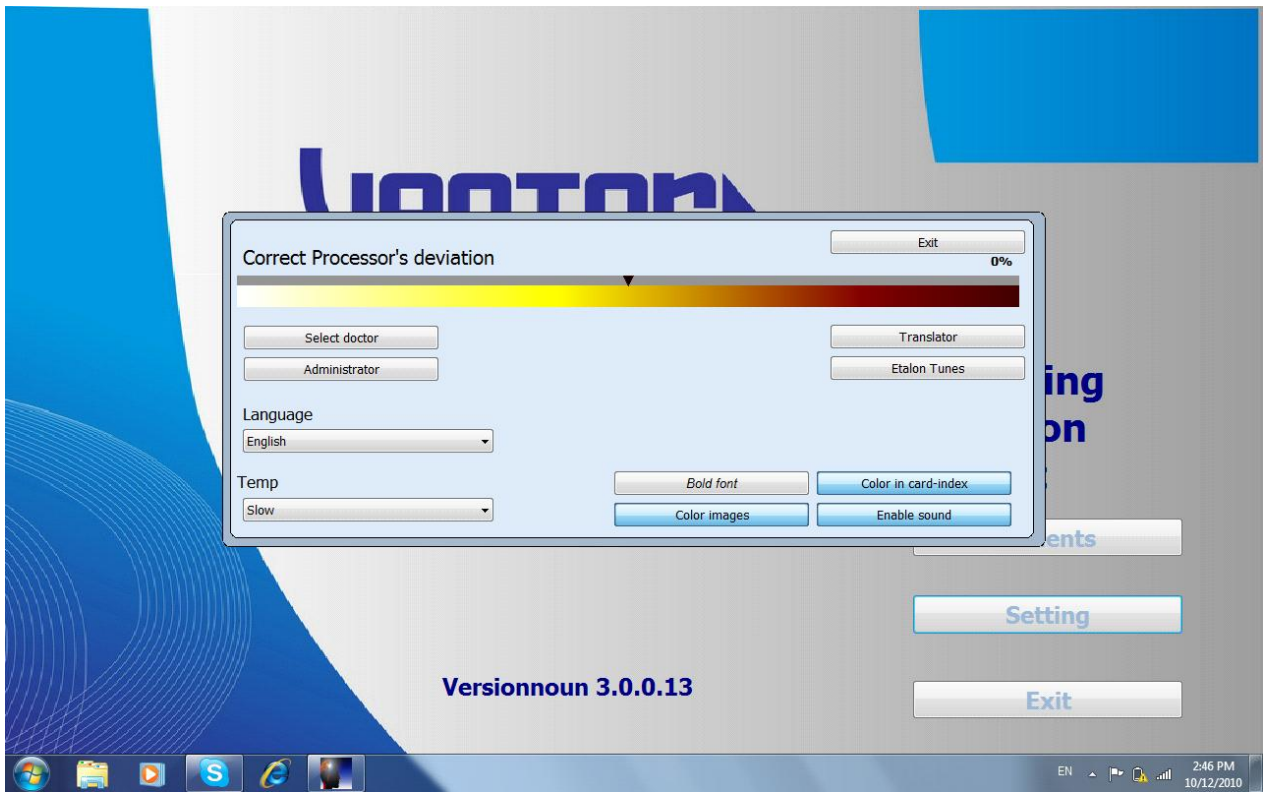 Exit
Correct Processor's deviation
0%
Select doctor
Translator
Administrator
Etalon Tunes
ing
on
Language
English
Temp
Bold font
Color in card-index
Slow
Color images
Enable sound
ents
Setting
Versionnoun 3.0.0.13
Exit
EN
2:46 PM
10/12/2010